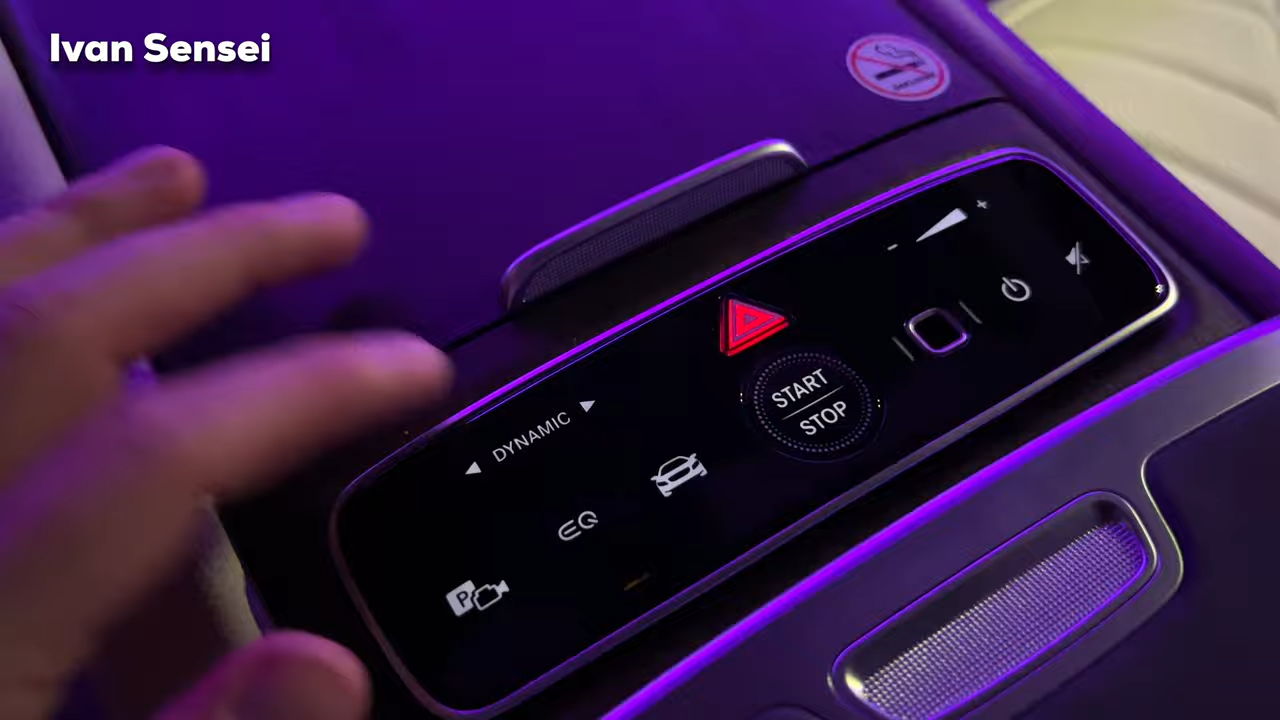 Ivan Sensei
DYNAMIC
START
STOP
EQ
P